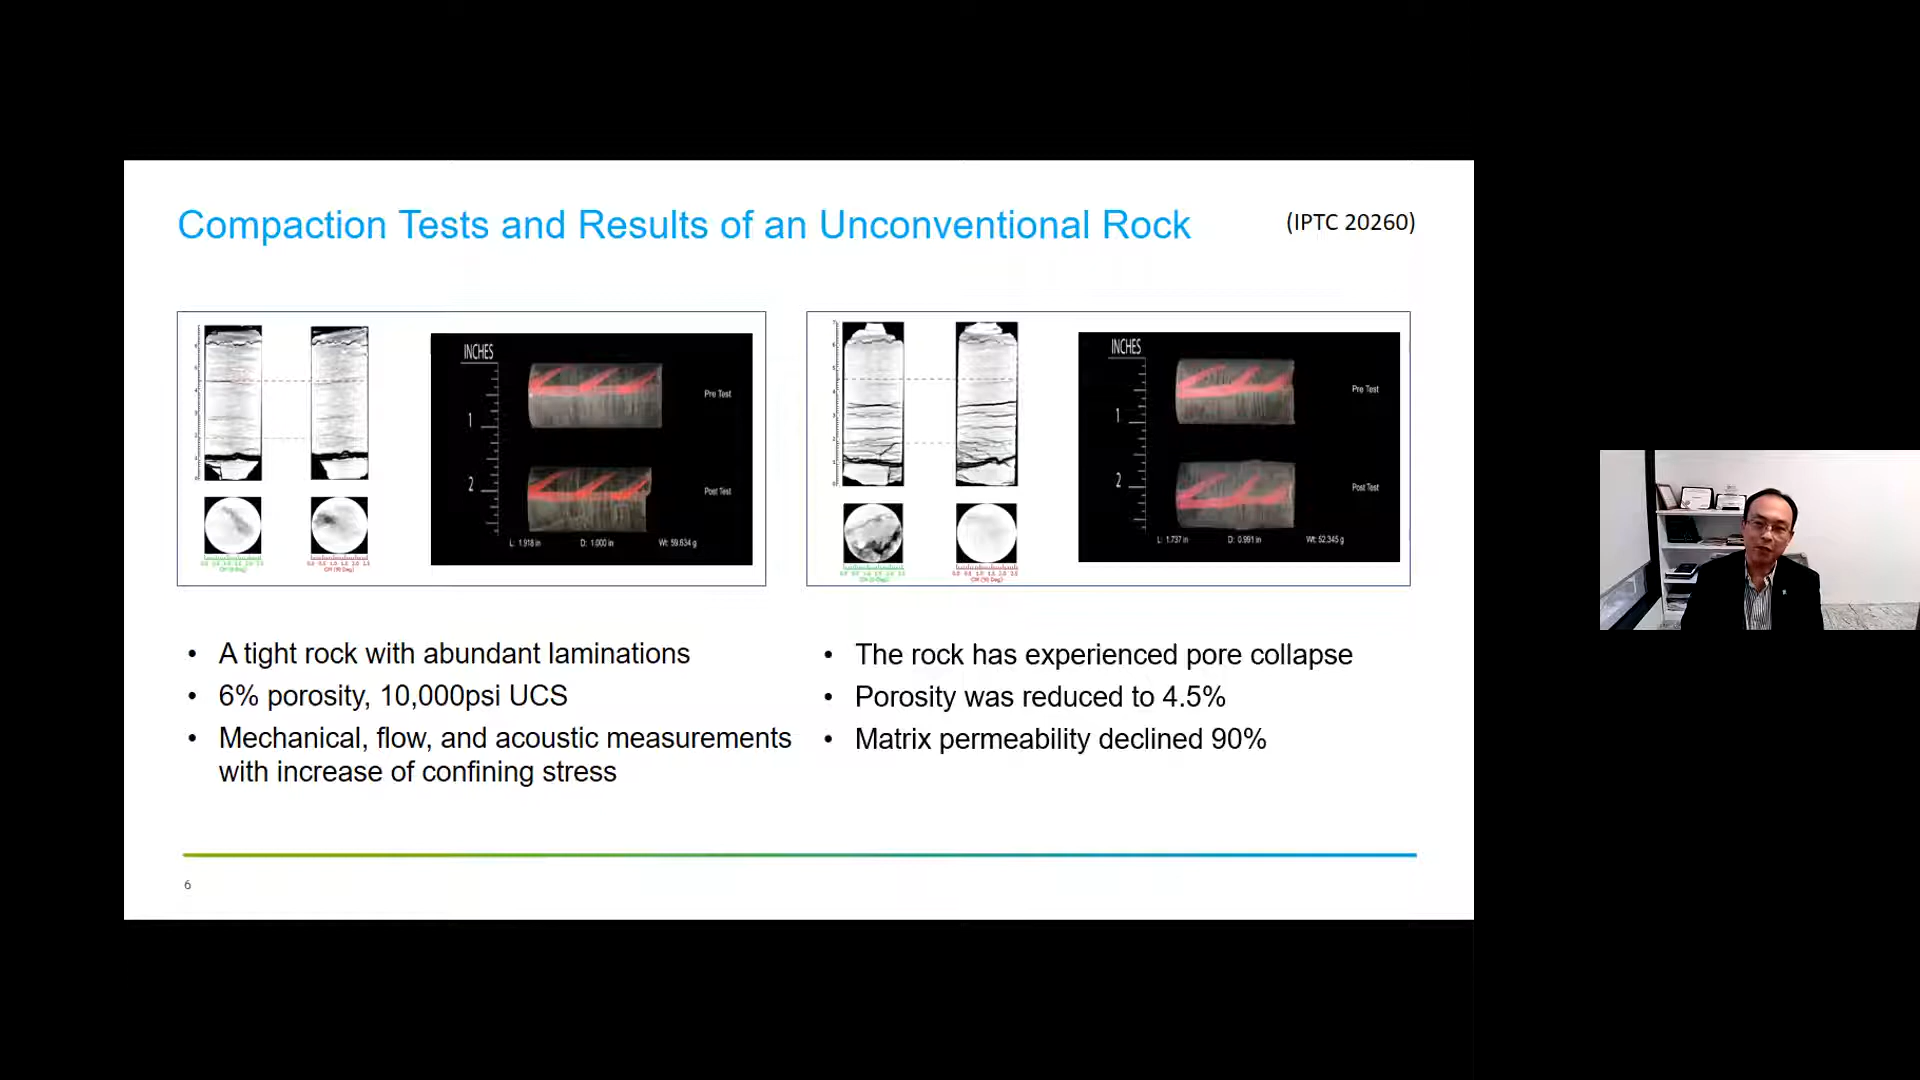 Compaction Tests and Results of an Unconventional Rock
(IPTC 20260)
INCHES
Pre Test
1
2
Post Test
L: 1.918 in D: 1.000 in Wt: 59.634 g
INCHES
Pre Test
1
2
Post Test
L: 1.737 in D: 0.991 in Wt: 52.345 g
• A tight rock with abundant laminations
• 6% porosity, 10,000psi UCS
• Mechanical, flow, and acoustic measurements
with increase of confining stress
• The rock has experienced pore collapse
• Porosity was reduced to 4.5%
• Matrix permeability declined 90%
6